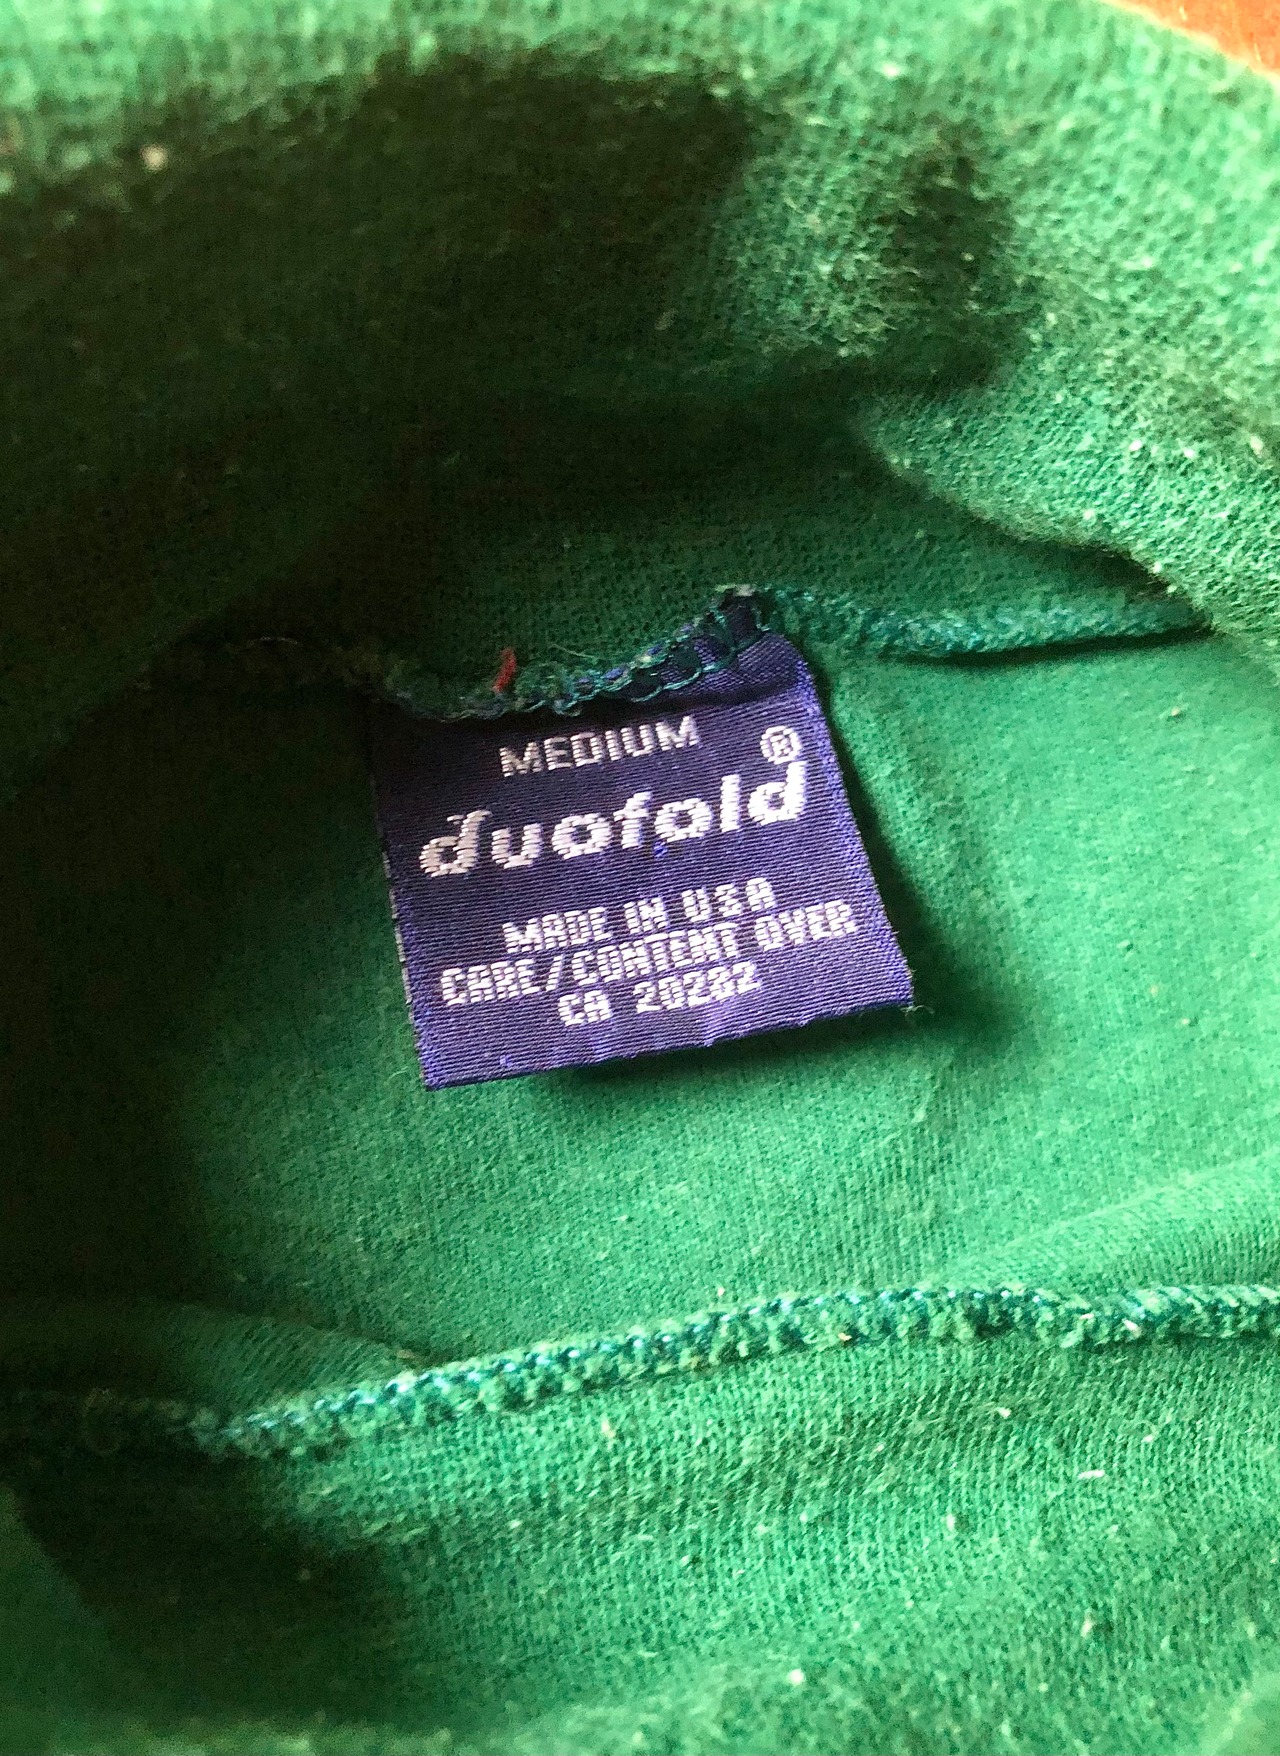 MEDIUM
duofold®
MADE IN USA
CARE/CONTENT OVER
CA 20282